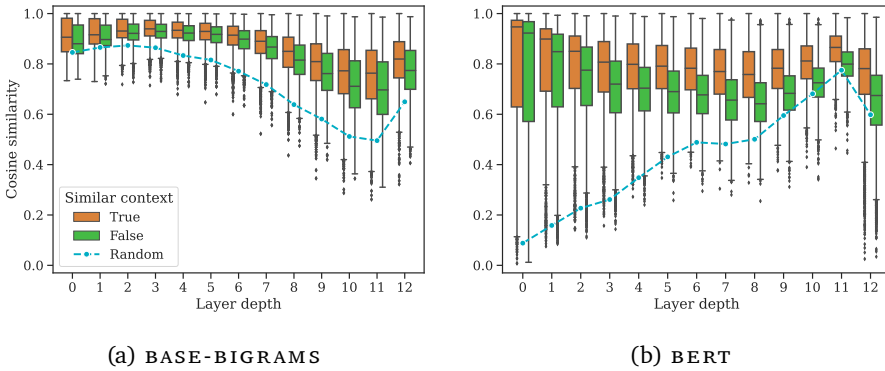 1.0
0.8
0.6
0.4
0.2
0.0
Cosine similarity
Similar context
True
False
Random
0 1 2 3 4 5 6 7 8 9 10 11 12
Layer depth
(a) BASE-BIGRAMS
1.0
0.8
0.6
0.4
0.2
0.0
0 1 2 3 4 5 6 7 8 9 10 11 12
Layer depth
(b) BERT